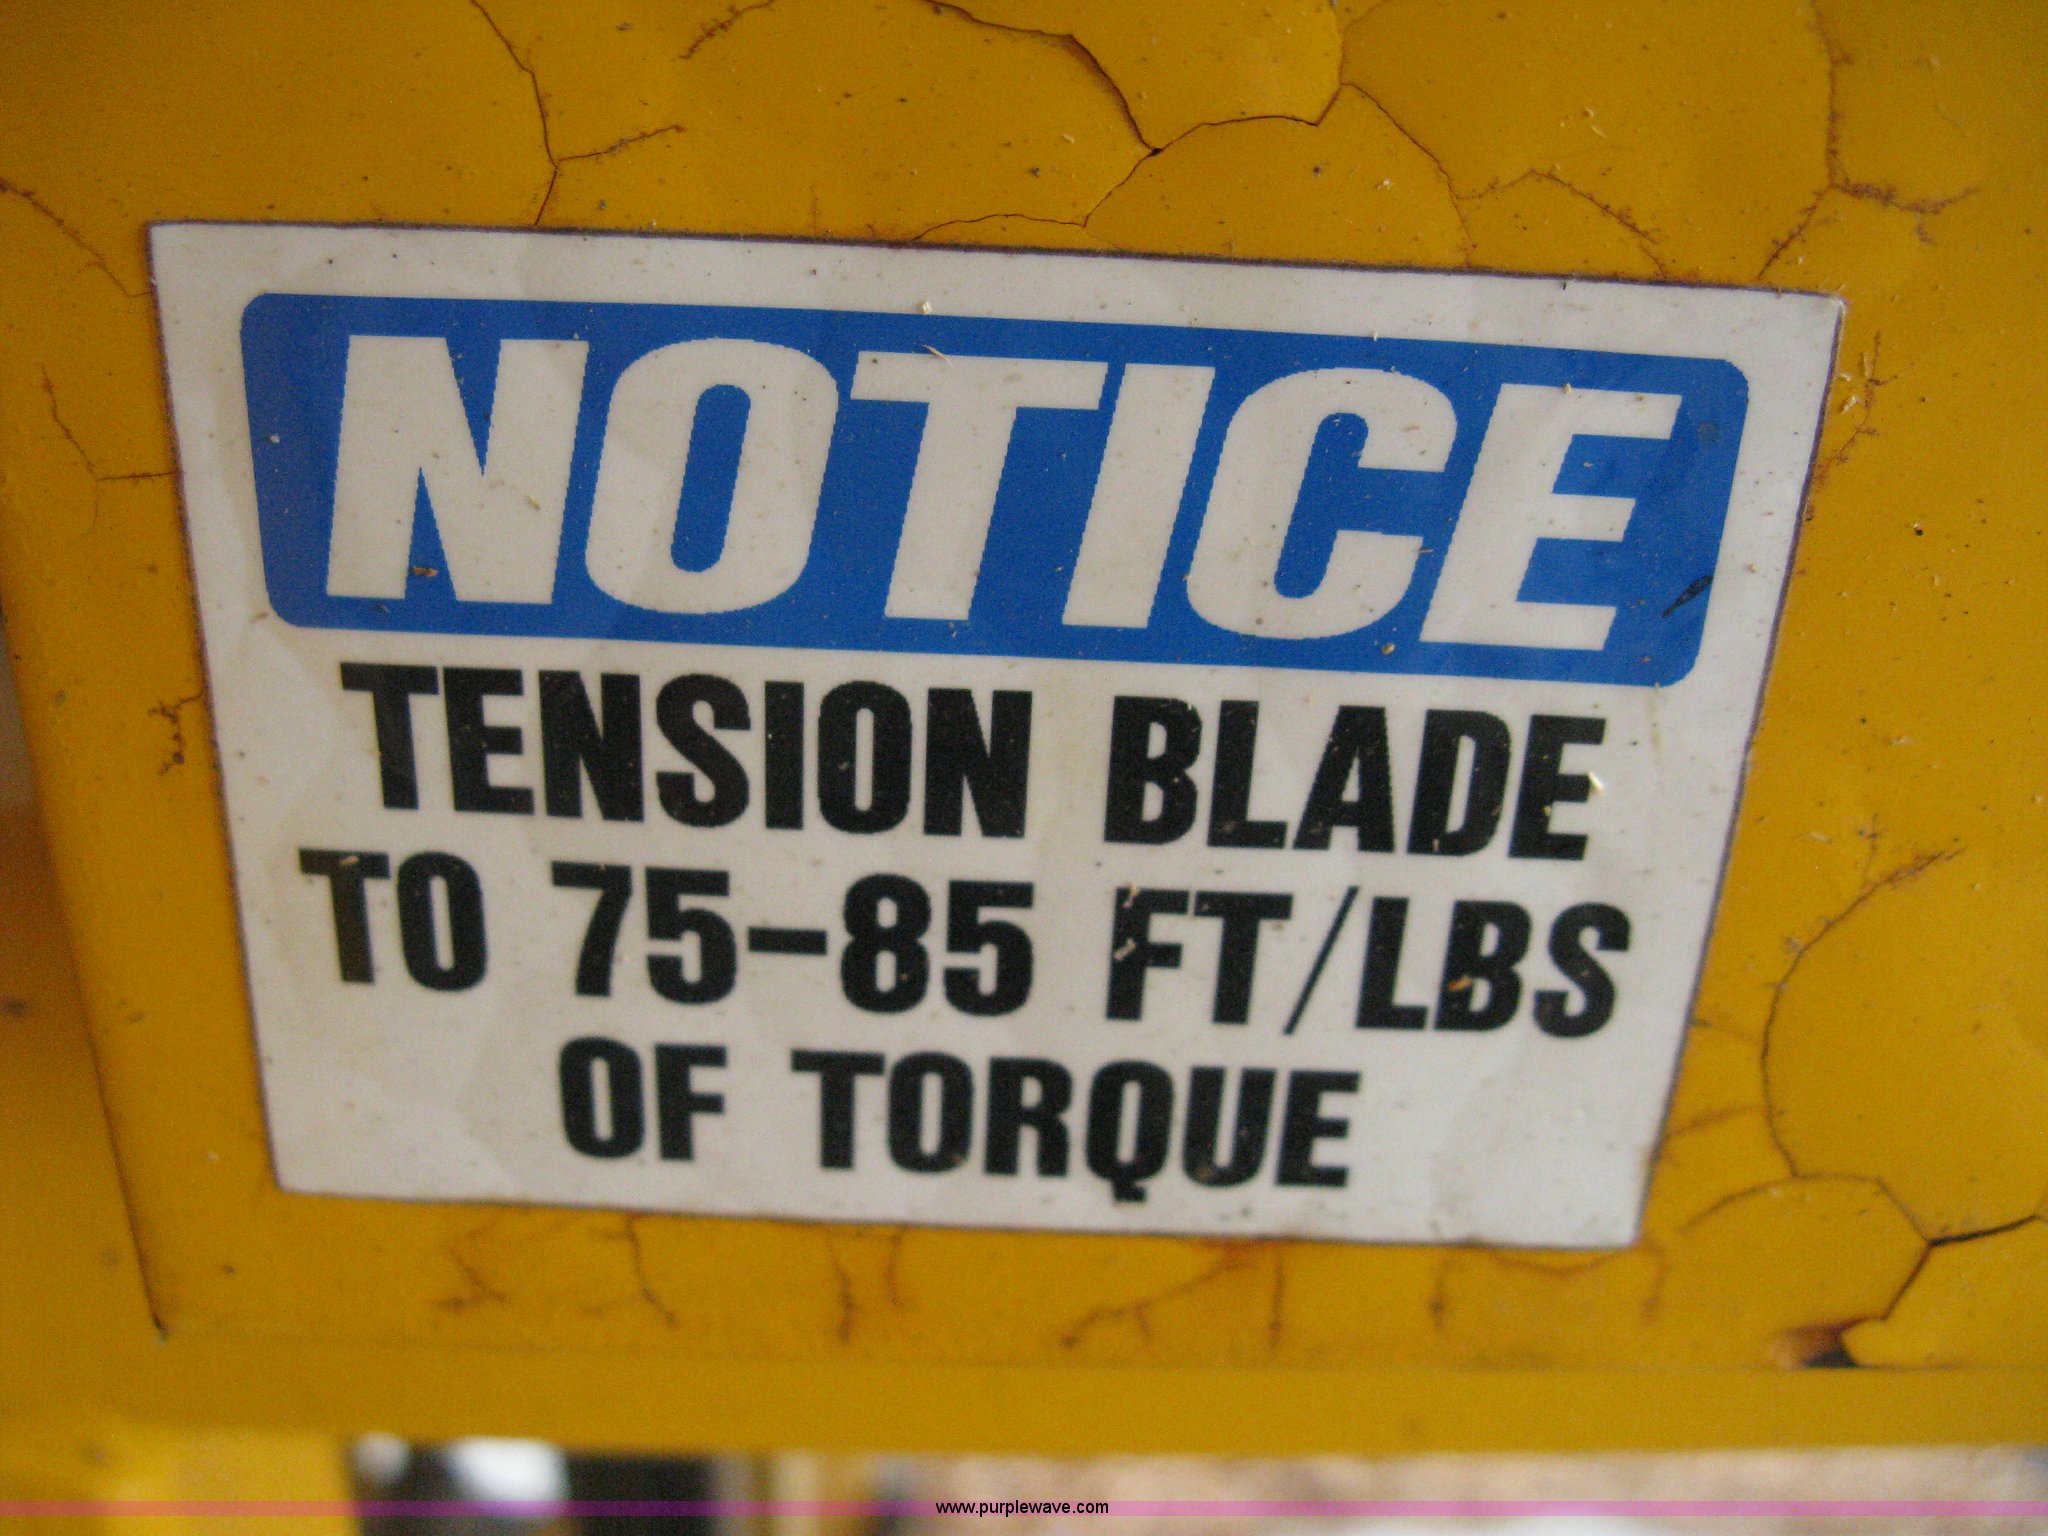 NOTICE
TENSION BLADE
TO 75-85 FT/LBS
OF TORQUE
www.purplewave.com